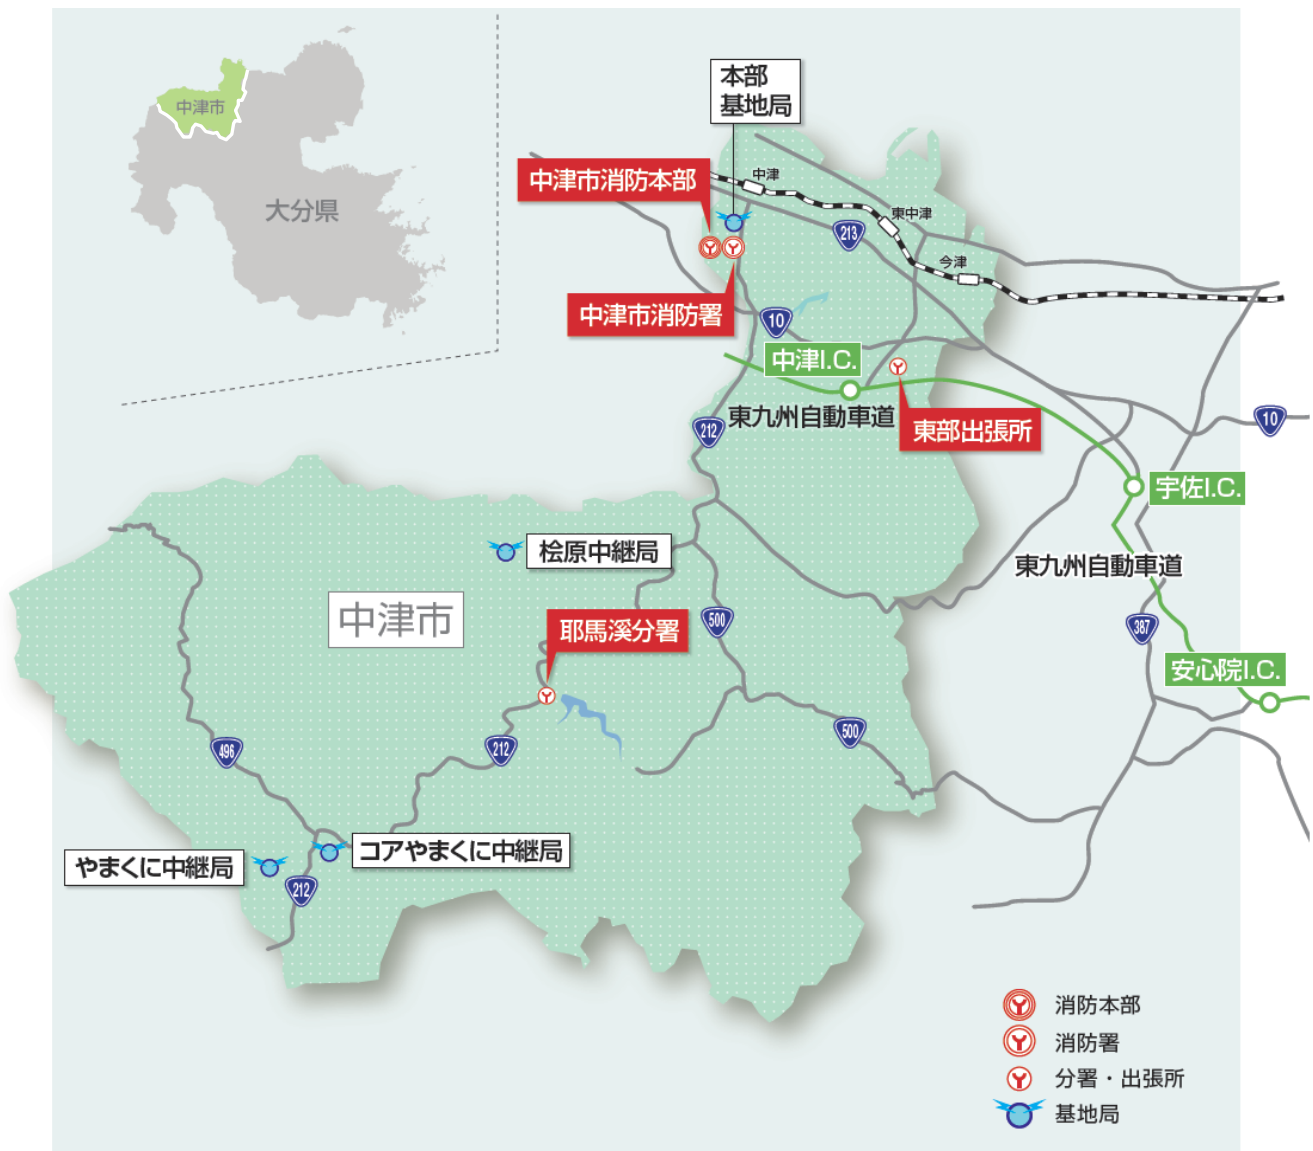 中津市
大分県
本部
基地局
中津市消防本部
中津
東中津
213
今津
中津市消防署
10
中津I.C.
東九州自動車道
212
東部出張所
10
宇佐I.C.
桧原中継局
東九州自動車道
中津市
耶馬溪分署
500
387
安心院I.C.
496
212
500
コアやまくに中継局
やまくに中継局
212
消防本部
消防署
分署・出張所
基地局